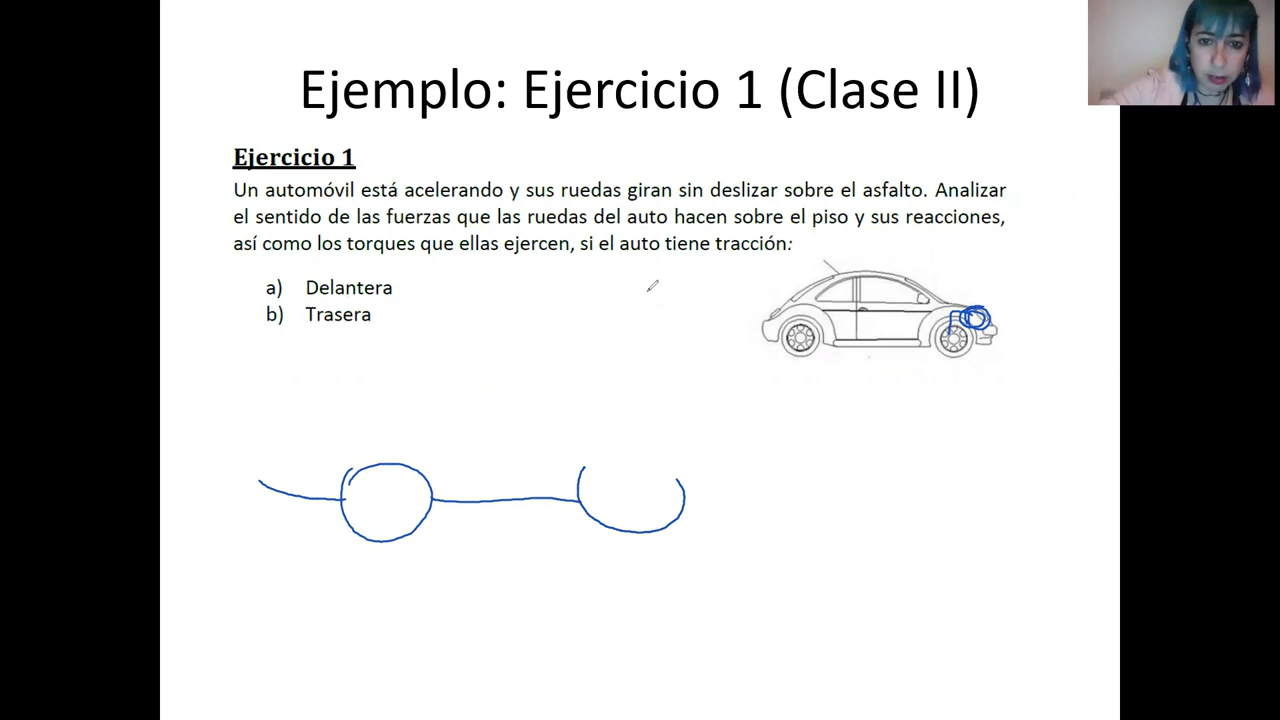 Ejemplo: Ejercicio 1 (Clase II)
Ejercicio 1
Un automóvil está acelerando y sus ruedas giran sin deslizar sobre el asfalto. Analizar
el sentido de las fuerzas que las ruedas del auto hacen sobre el piso y sus reacciones,
así como los torques que ellas ejercen, si el auto tiene tracción:
a) Delantera
b) Trasera